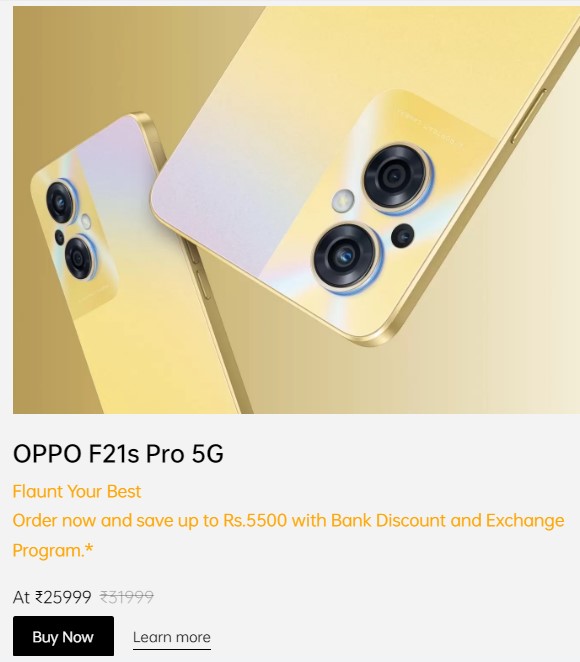 OPPO F21s Pro 5G
Flaunt Your Best
Order now and save up to Rs.5500 with Bank Discount and Exchange
Program.*
At ₹25999 ₹31999
Buy Now Learn more